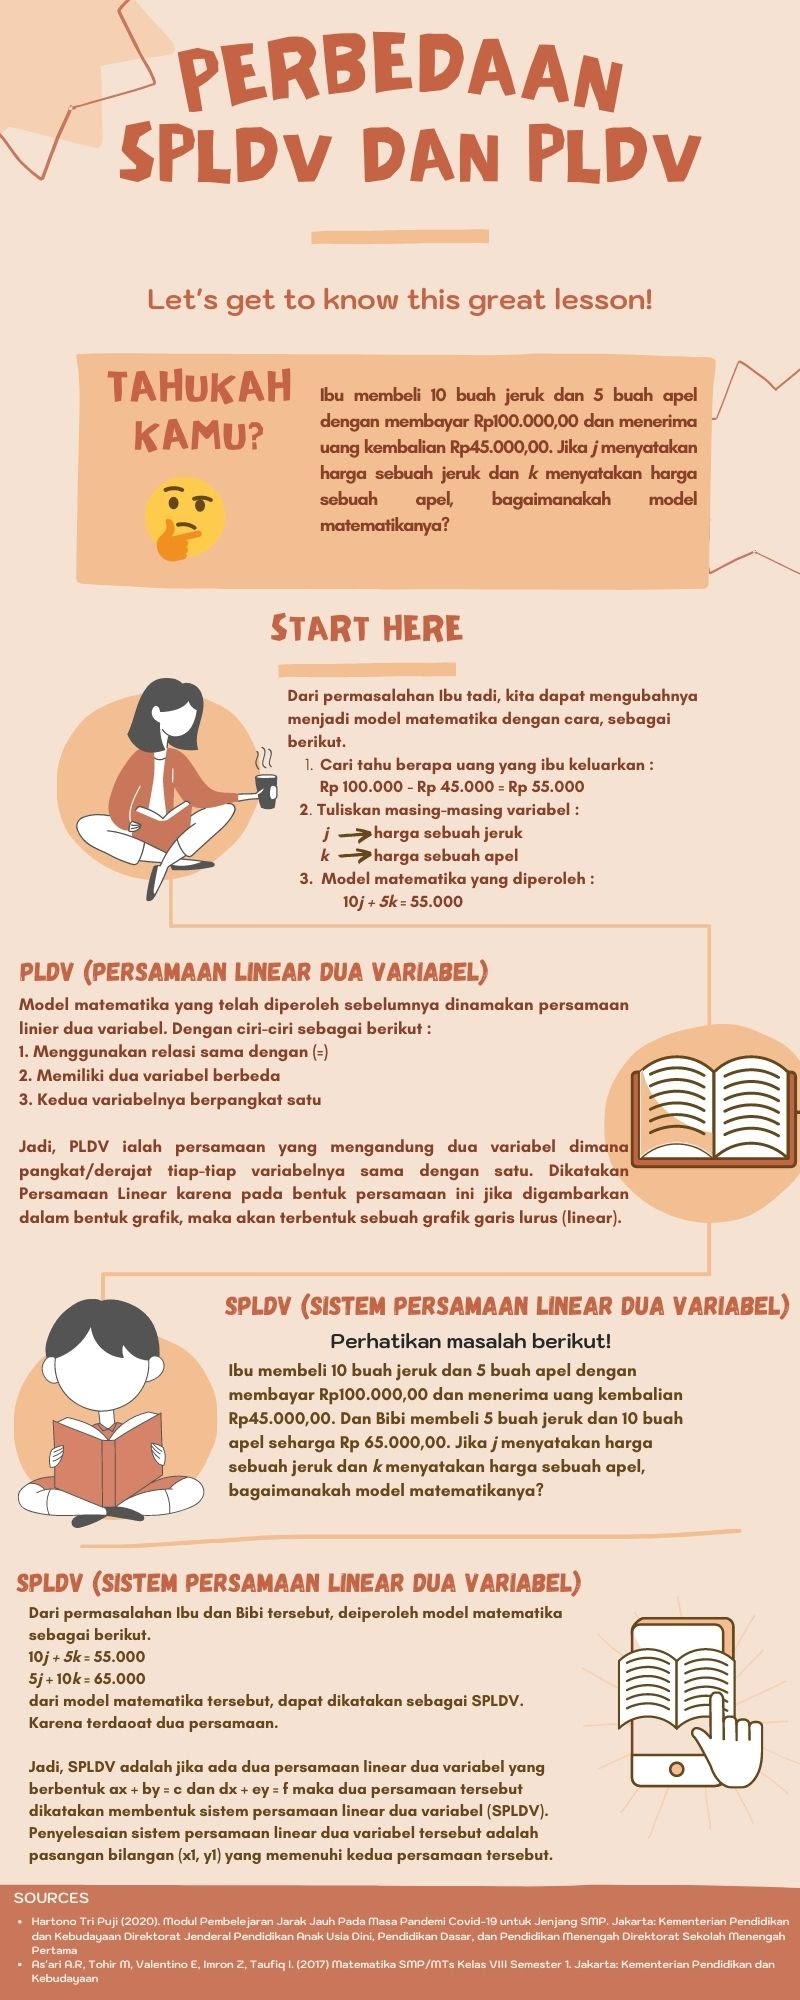 PERBEDAAN
SPLDV DAN PLDV
Let's get to know this great lesson!
TAHUKAH
KAMU?
Ibu membeli 10 buah jeruk dan 5 buah apel
dengan membayar Rp100.000,00 dan menerima
uang kembalian Rp45.000,00. Jika j menyatakan
harga sebuah jeruk dan k menyatakan harga
sebuah apel, bagaimanakah model
matematikanya?
START HERE
Dari permasalahan Ibu tadi, kita dapat mengubahnya
menjadi model matematika dengan cara, sebagai
berikut.
1. Cari tahu berapa uang yang ibu keluarkan :
Rp 100.000 - Rp 45.000 = Rp 55.000
2. Tuliskan masing-masing variabel :
j → harga sebuah jeruk
k → harga sebuah apel
3. Model matematika yang diperoleh :
10j + 5k = 55.000
PLDV (PERSAMAAN LINEAR DUA VARIABEL)
Model matematika yang telah diperoleh sebelumnya dinamakan persamaan
linier dua variabel. Dengan ciri-ciri sebagai berikut :
1. Menggunakan relasi sama dengan (=)
2. Memiliki dua variabel berbeda
3. Kedua variabelnya berpangkat satu
Jadi, PLDV ialah persamaan yang mengandung dua variabel dimana
pangkat/derajat tiap-tiap variabelnya sama dengan satu. Dikatakan
Persamaan Linear karena pada bentuk persamaan ini jika digambarkan
dalam bentuk grafik, maka akan terbentuk sebuah grafik garis lurus (linear).
SPLDV (SISTEM PERSAMAAN LINEAR DUA VARIABEL)
Perhatikan masalah berikut!
Ibu membeli 10 buah jeruk dan 5 buah apel dengan
membayar Rp100.000,00 dan menerima uang kembalian
Rp45.000,00. Dan Bibi membeli 5 buah jeruk dan 10 buah
apel seharga Rp 65.000,00. Jika j menyatakan harga
sebuah jeruk dan k menyatakan harga sebuah apel,
bagaimanakah model matematikanya?
SPLDV (SISTEM PERSAMAAN LINEAR DUA VARIABEL)
Dari permasalahan Ibu dan Bibi tersebut, deiperoleh model matematika
sebagai berikut.
10j + 5k = 55.000
5j + 10k = 65.000
dari model matematika tersebut, dapat dikatakan sebagai SPLDV.
Karena terdaoat dua persamaan.
Jadi, SPLDV adalah jika ada dua persamaan linear dua variabel yang
berbentuk ax + by = c dan dx + ey = f maka dua persamaan tersebut
dikatakan membentuk sistem persamaan linear dua variabel (SPLDV).
Penyelesaian sistem persamaan linear dua variabel tersebut adalah
pasangan bilangan (x1, y1) yang memenuhi kedua persamaan tersebut.
SOURCES
• Hartono Tri Puji (2020). Modul Pembelejaran Jarak Jauh Pada Masa Pandemi Covid-19 untuk Jenjang SMP. Jakarta: Kementerian Pendidikan
dan Kebudayaan Direktorat Jenderal Pendidikan Anak Usia Dini, Pendidikan Dasar, dan Pendidikan Menengah Direktorat Sekolah Menengah
Pertama
• As'ari A.R, Tohir M, Valentino E, Imron Z, Taufiq I. (2017) Matematika SMP/MTs Kelas VIII Semester 1. Jakarta: Kementerian Pendidikan dan
Kebudayaan